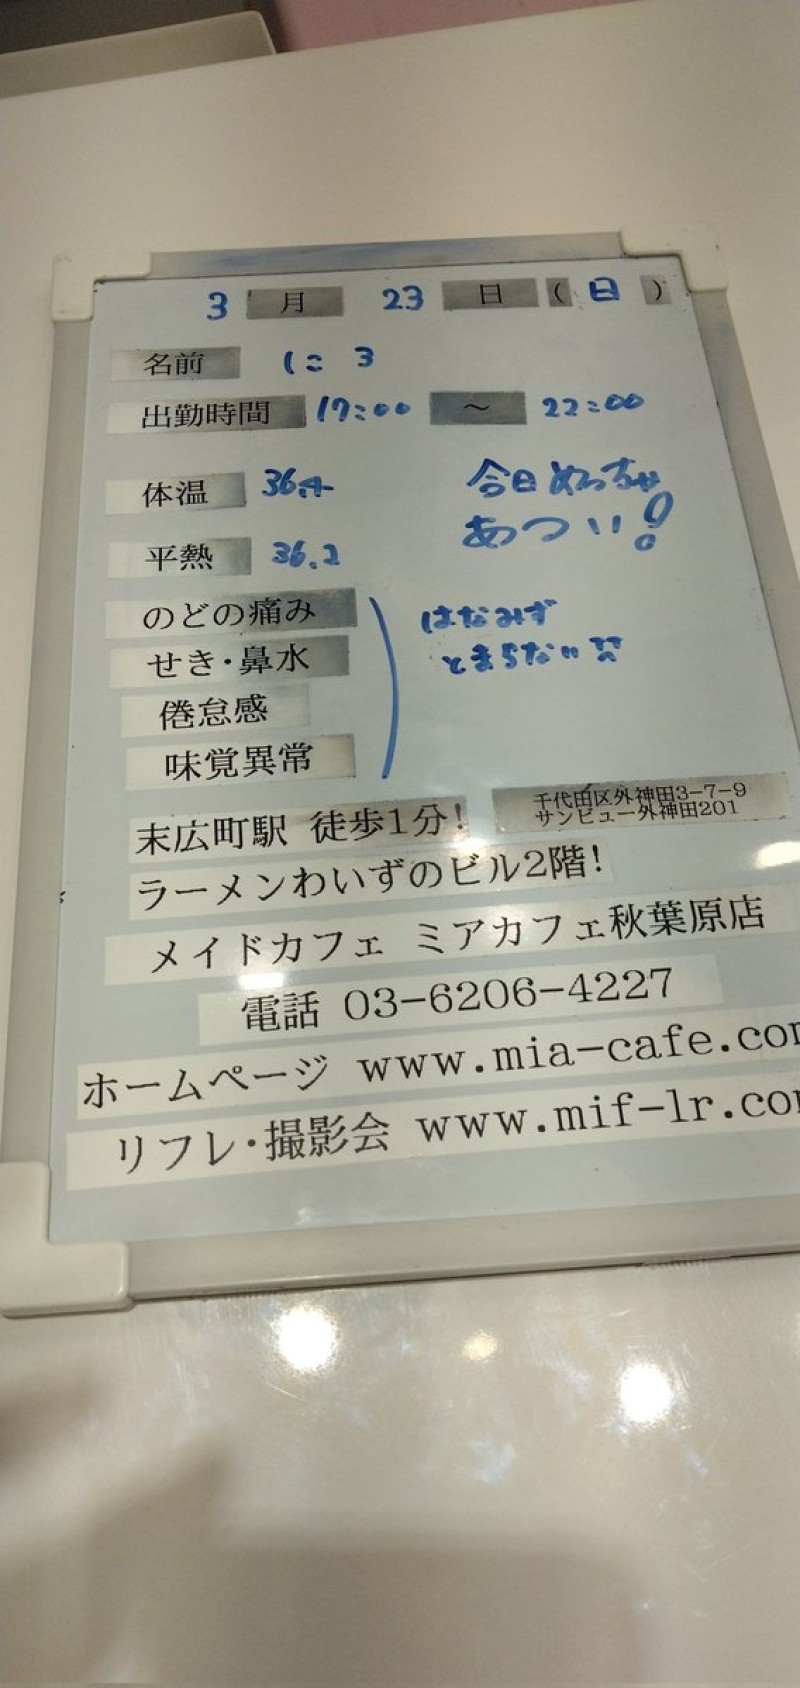 3月23日(日)
名前 にこ
出勤時間 17:00 ～ 22:00
体温 36.4
平熱 36.2
今日めっちゃ
あつい!
のどの痛み
せき・鼻水
倦怠感
味覚異常
はなみず
とまらない
末広町駅 徒歩1分!
千代田区外神田3-7-9
サンビュー外神田201
ラーメンわいずのビル2階!
メイドカフェ ミアカフェ秋葉原店
電話 03-6206-4227
ホームページ www.mia-cafe.com
リフレ・撮影会 www.mif-lr.com